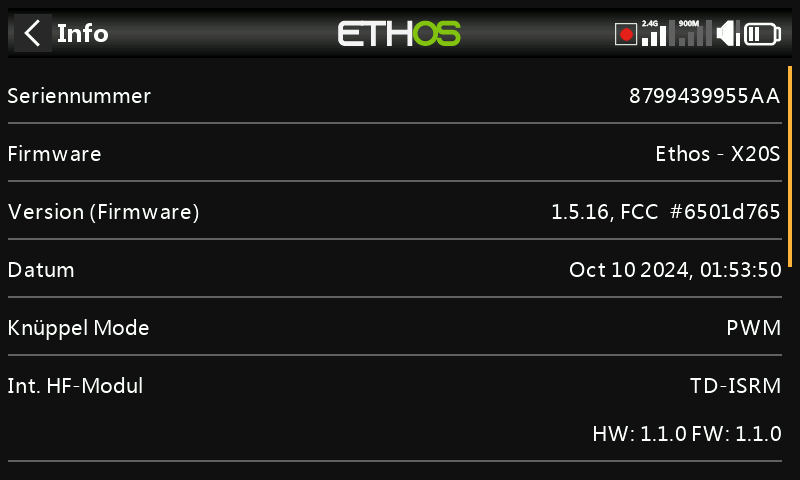 Info
ETHOS
2.4G
900M
Seriennummer 8799439955AA
Firmware Ethos - X20S
Version (Firmware) 1.5.16, FCC #6501d765
Datum Oct 10 2024, 01:53:50
Knüppel Mode PWM
Int. HF-Modul TD-ISRM
HW: 1.1.0 FW: 1.1.0